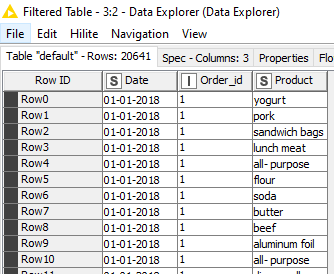 Filtered Table - 3:2 - Data Explorer (Data Explorer)
File Edit Hilite Navigation View
Table "default" - Rows: 20641 Spec - Columns: 3 Properties Flo
Row ID S Date I Order_id S Product
Row0 01-01-2018 1 yogurt
Row1 01-01-2018 1 pork
Row2 01-01-2018 1 sandwich bags
Row3 01-01-2018 1 lunch meat
Row4 01-01-2018 1 all- purpose
Row5 01-01-2018 1 flour
Row6 01-01-2018 1 soda
Row7 01-01-2018 1 butter
Row8 01-01-2018 1 beef
Row9 01-01-2018 1 aluminum foil
Row10 01-01-2018 1 all- purpose